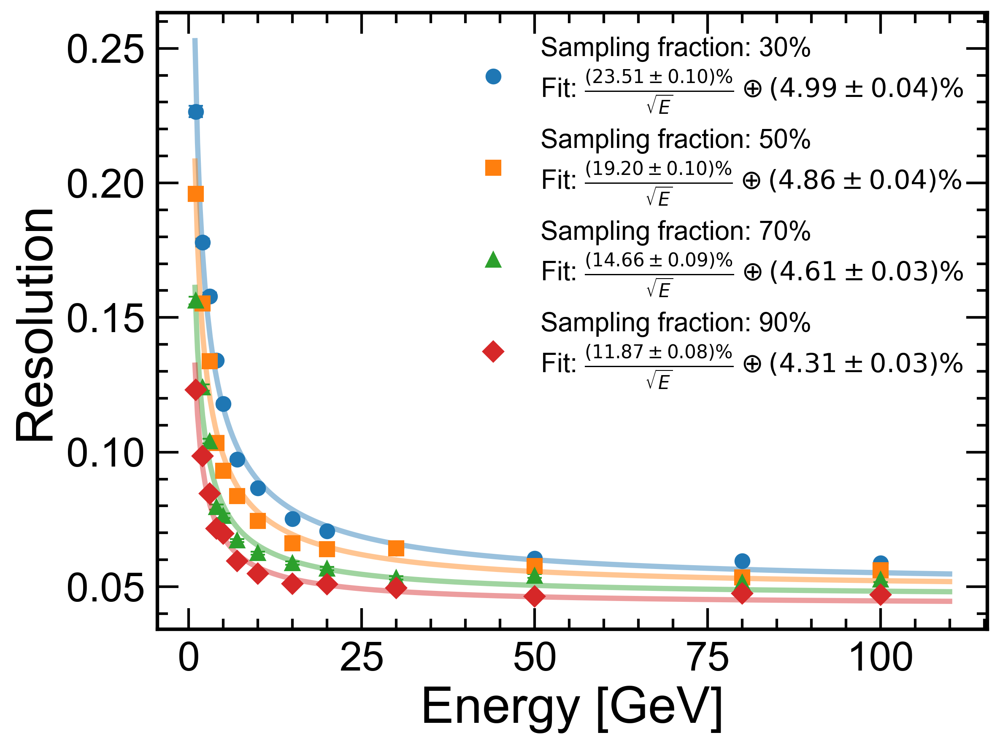 Resolution
0.25
0.20
0.15
0.10
0.05
Sampling fraction: 30%
Fit: (23.51 ± 0.10)% / √E ⊕ (4.99 ± 0.04)%
Sampling fraction: 50%
Fit: (19.20 ± 0.10)% / √E ⊕ (4.86 ± 0.04)%
Sampling fraction: 70%
Fit: (14.66 ± 0.09)% / √E ⊕ (4.61 ± 0.03)%
Sampling fraction: 90%
Fit: (11.87 ± 0.08)% / √E ⊕ (4.31 ± 0.03)%
0 25 50 75 100
Energy [GeV]